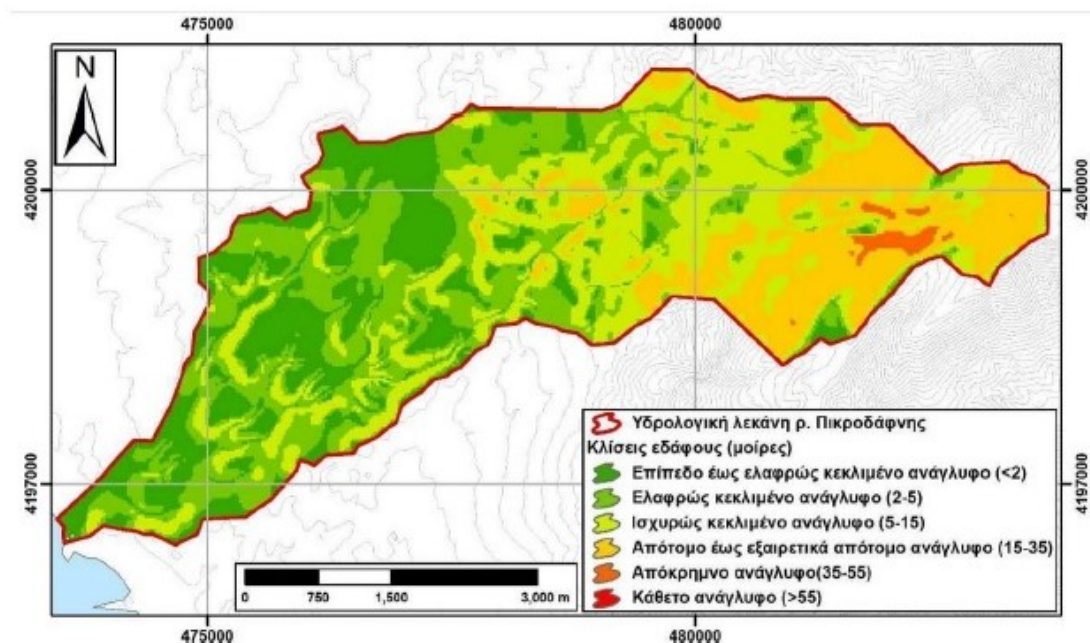 475000 480000
N
4200000 4200000
Υδρολογική λεκάνη ρ. Πικροδάφνης
Κλίσεις εδάφους (μοίρες)
Επίπεδο έως ελαφρώς κεκλιμένο ανάγλυφο (<2)
Ελαφρώς κεκλιμένο ανάγλυφο (2-5)
Ισχυρώς κεκλιμένο ανάγλυφο (5-15)
Απότομο έως εξαιρετικά απότομο ανάγλυφο (15-35)
Απόκρημνο ανάγλυφο(35-55)
Κάθετο ανάγλυφο (>55)
4197000 4197000
0 750 1,500 3,000 m
475000 480000